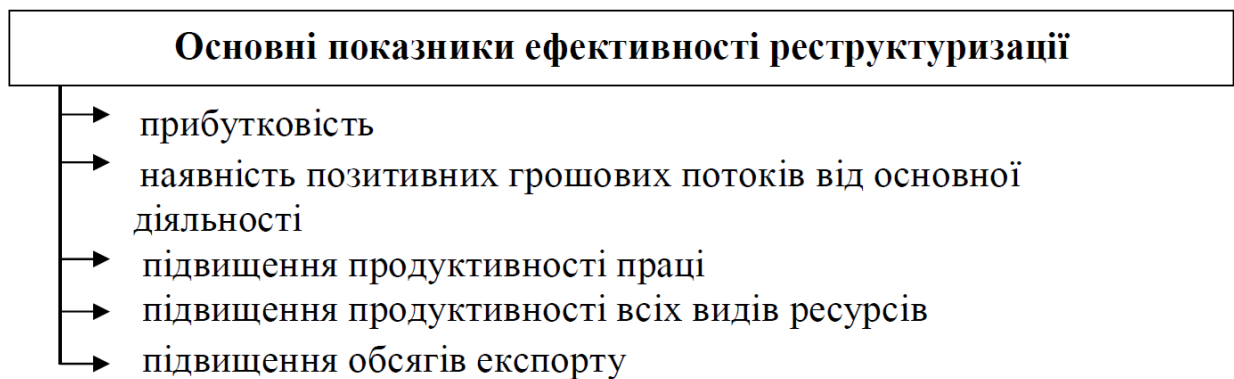 Основні показники ефективності реструктуризації
прибутковість
наявність позитивних грошових потоків від основної
діяльності
підвищення продуктивності праці
підвищення продуктивності всіх видів ресурсів
підвищення обсягів експорту